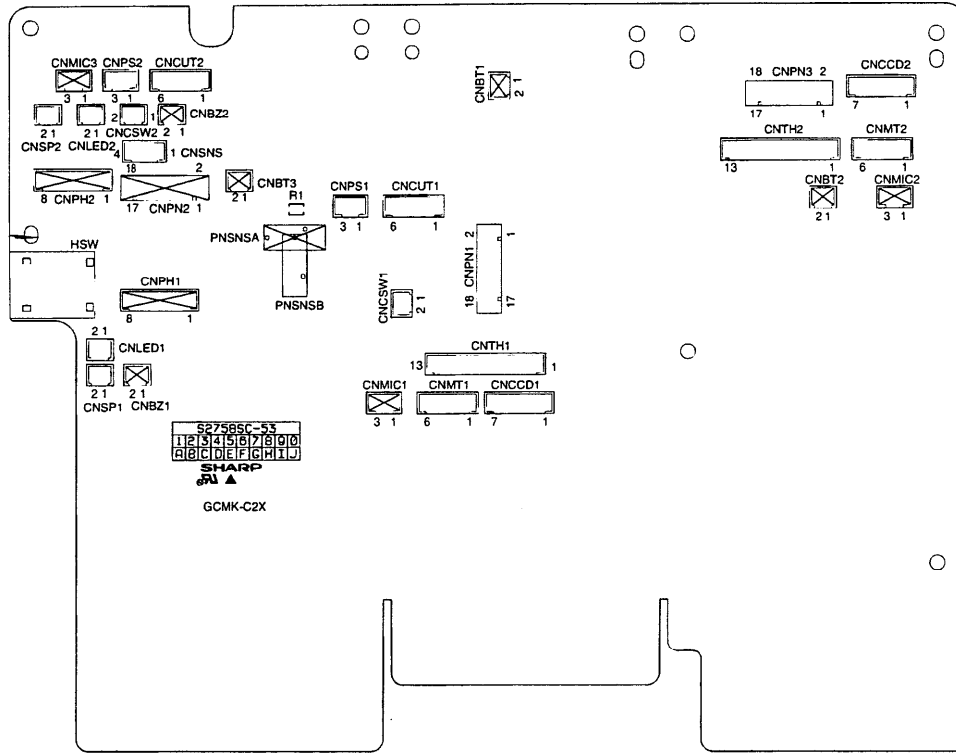 CNMIC3 CNPS2 CNCUT2
3 1 3 1 6 1
CNBT1
2 1
18 CNPN3 2
17 1
CNCCD2
7 1
2 1 2 1 2 1 2 1 CNBZ2
CNSP2 CNLED2 CNCSW2
4 1 CNSNS
CNTH2 CNMT2
13 1 6 1
18 2
8 CNPH2 1 17 CNPN2 1
2 1 CNBT3
CNBT2 CNMIC2
2 1 3 1
R1
CNPS1 CNCUT1
3 1 6 1
PNSNSA
HSW
PNSNSB
2 1
CNPN1
18 17
CNCSW1
2 1
CNPH1
8 1
2 1
CNLED1
2 1 2 1
CNSP1 CNBZ1
CNTH1
13 1
CNMIC1 CNMT1 CNCCD1
3 1 6 1 7 1
S2758SC-53
1 2 3 4 5 6 7 8 9 0
A B C D E F G H I J
SHARP
GCMK-C2X